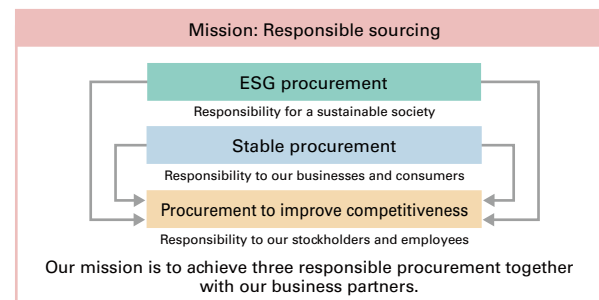 Mission: Responsible sourcing
ESG procurement
Responsibility for a sustainable society
Stable procurement
Responsibility to our businesses and consumers
Procurement to improve competitiveness
Responsibility to our stockholders and employees
Our mission is to achieve three responsible procurement together
with our business partners.